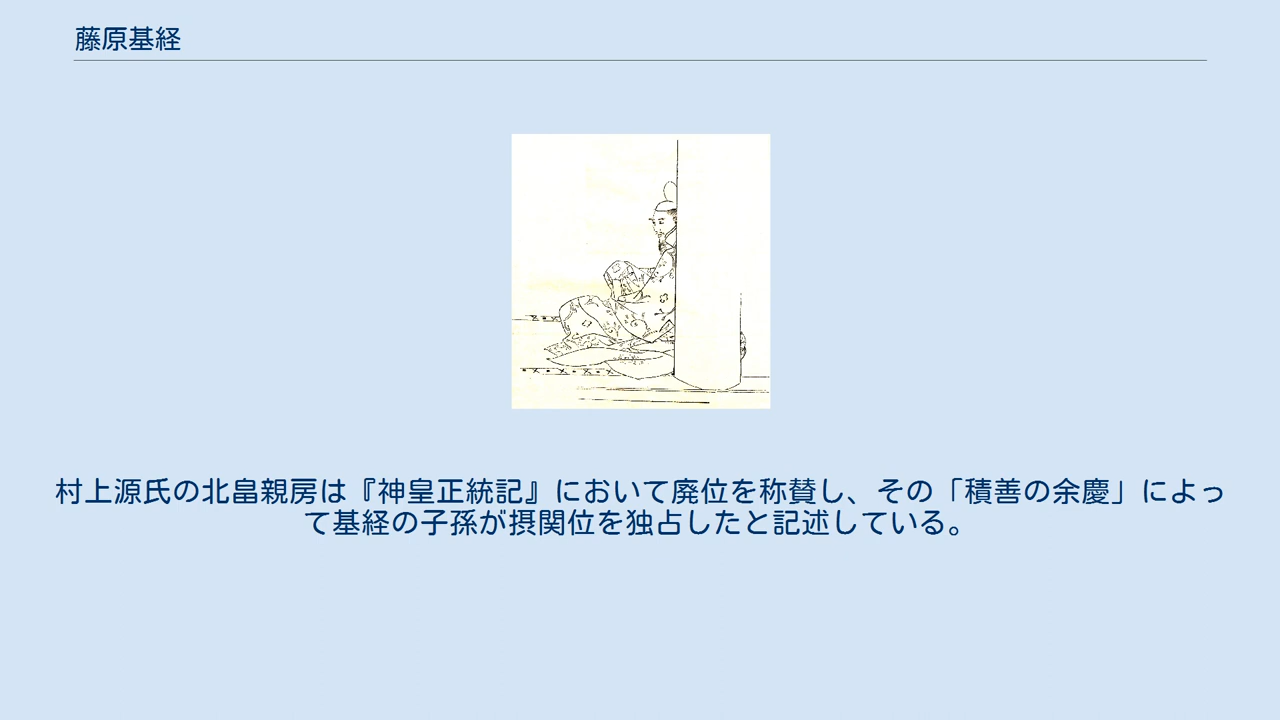 藤原基経
村上源氏の北畠親房は『神皇正統記』において廃位を称賛し、その「積善の余慶」によっ
て基経の子孫が摂関位を独占したと記述している。